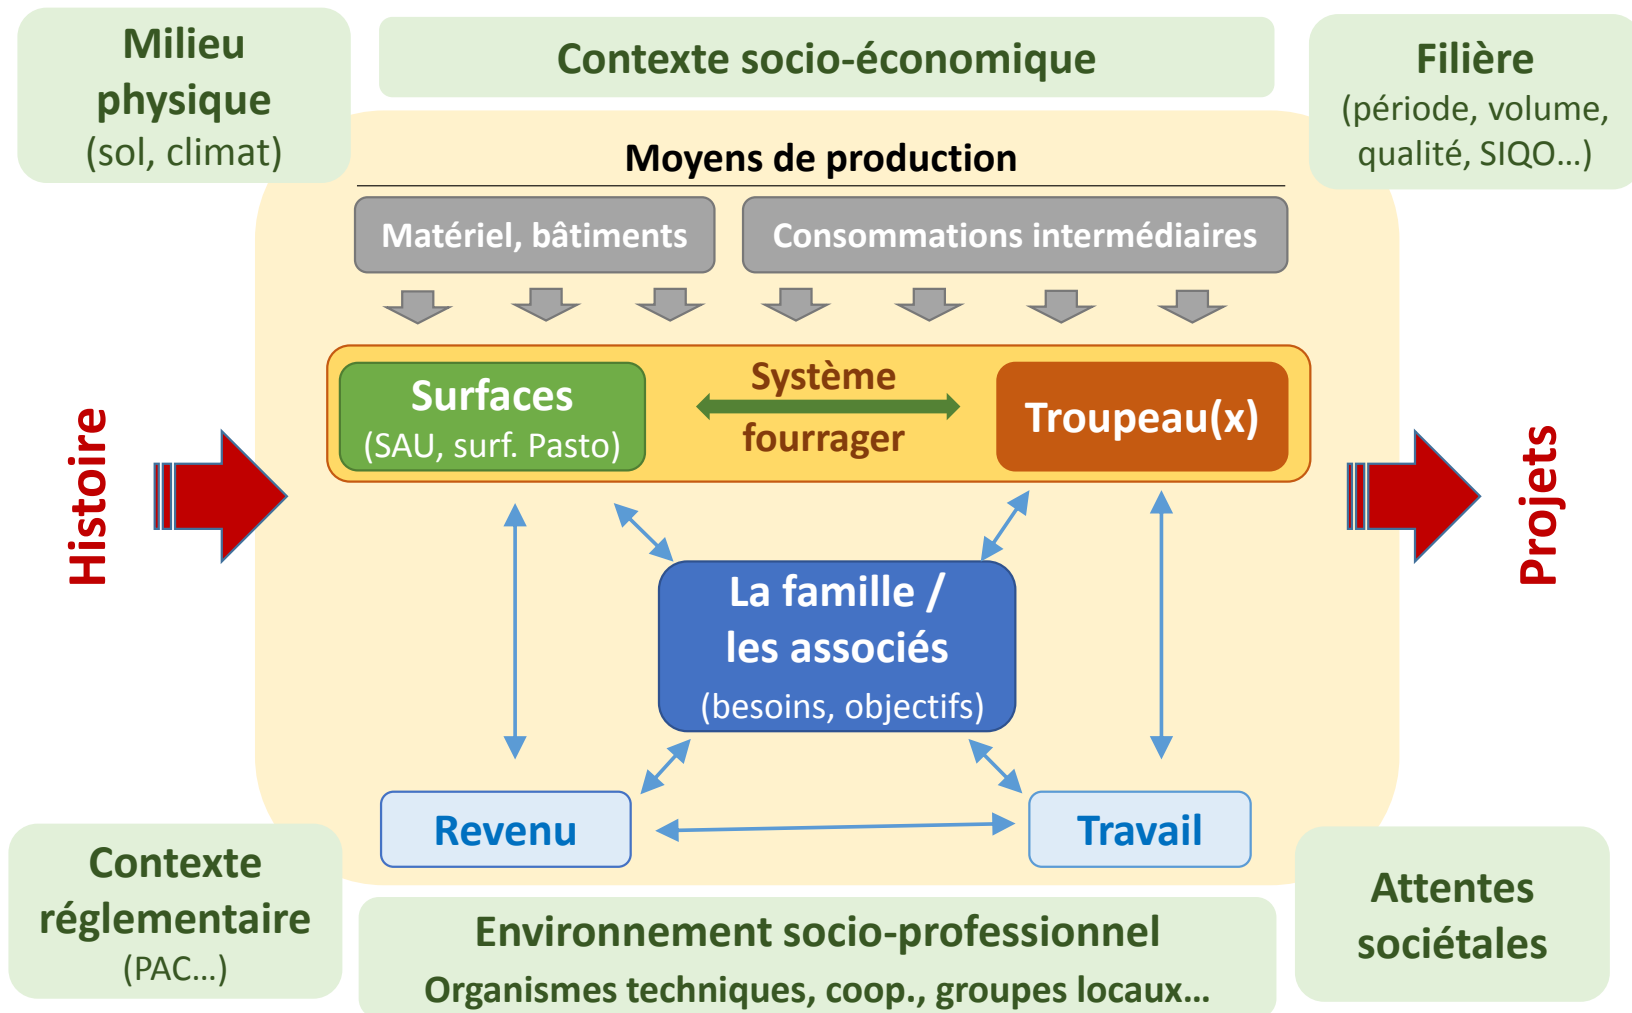 Milieu
physique
(sol, climat)
Contexte socio-économique
Filière
(période, volume,
qualité, SIQO...)
Moyens de production
Matériel, bâtiments
Consommations intermédiaires
Surfaces
(SAU, surf. Pasto)
Système
fourrager
Troupeau(x)
Histoire
Projets
La famille /
les associés
(besoins, objectifs)
Revenu
Travail
Contexte
réglementaire
(PAC...)
Environnement socio-professionnel
Organismes techniques, coop., groupes locaux...
Attentes
sociétales